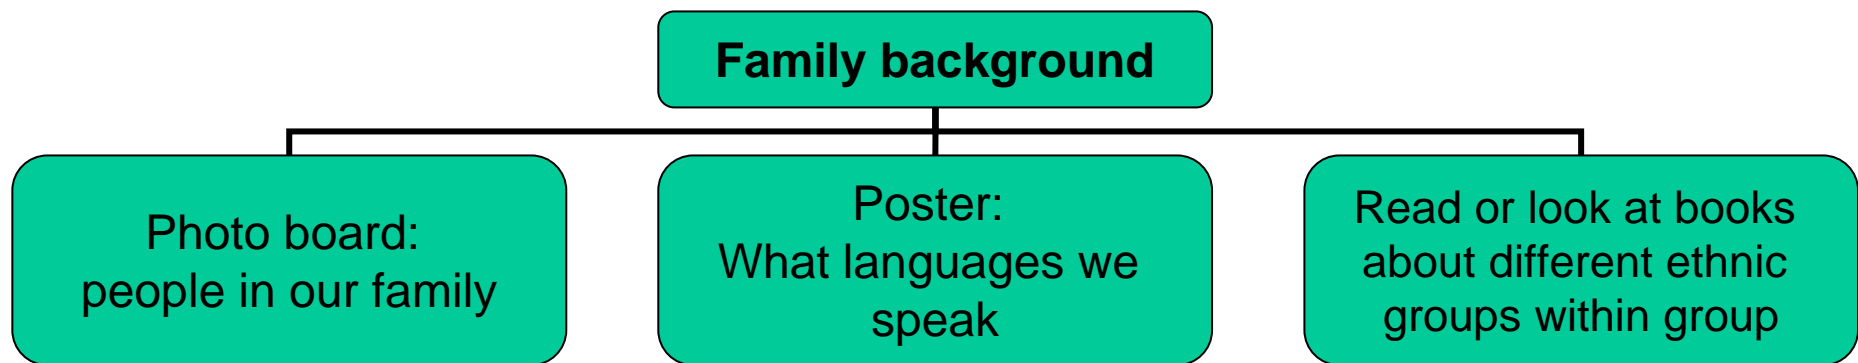 Family background
Photo board:
people in our family
Poster:
What languages we
speak
Read or look at books
about different ethnic
groups within group